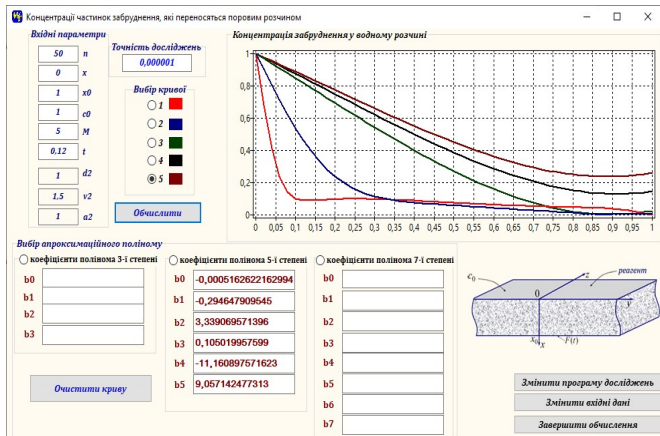 Концентрації частинок забруднення, які переносяться поровим розчином
Вхідні параметри
50 n
0 x
1 x0
1 c0
5 M
0.12 t
1 d2
1,5 v2
1 a2
Точність досліджень
0,000001
Вибір кривої
1
2
3
4
5
Обчислити
Концентрація забруднення у водному розчині
1
0,8
0,6
0,4
0,2
0
0 0,05 0,1 0,15 0,2 0,25 0,3 0,35 0,4 0,45 0,5 0,55 0,6 0,65 0,7 0,75 0,8 0,85 0,9 0,95 1
Вибір апроксимаційного поліному
коефіцієнти полінома 3-ї степені
b0
b1
b2
b3
коефіцієнти полінома 5-ї степені
b0 -0,0005162622162994
b1 -0,294647909545
b2 3,339069571396
b3 0,105019957599
b4 -11,160897571623
b5 9,057142477313
коефіцієнти полінома 7-ї степені
b0
b1
b2
b3
b4
b5
b6
b7
Очистити криву
c0
0
z
реагент
y
x0
x
F(t)
Змінити програму досліджень
Змінити вхідні дані
Завершити обчислення